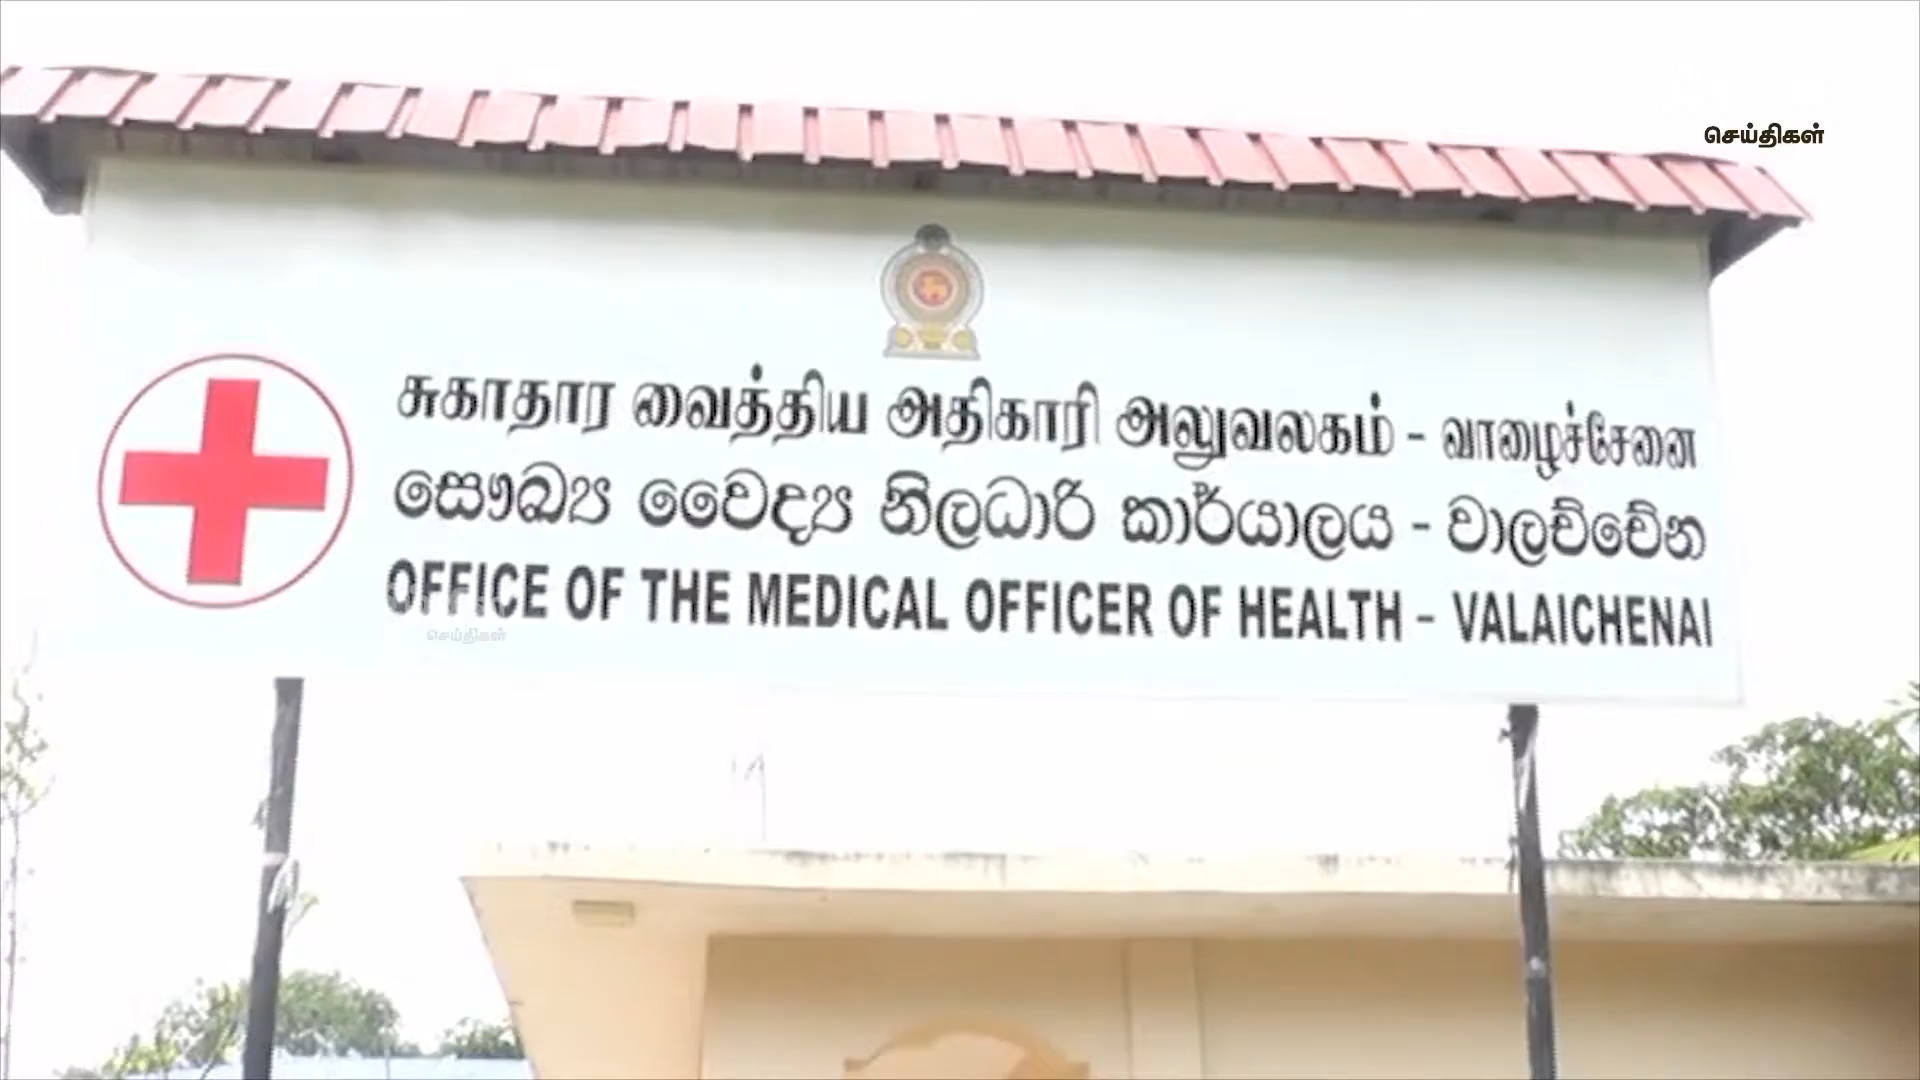 செய்திகள்
சுகாதார வைத்திய அதிகாரி அலுவலகம் - வாழைச்சேனை
සෞඛ්‍ය වෛද්‍ය නිලධාරි කාර්යාලය - වාලච්චේන
OFFICE OF THE MEDICAL OFFICER OF HEALTH - VALAICHENAI
செய்திகள்